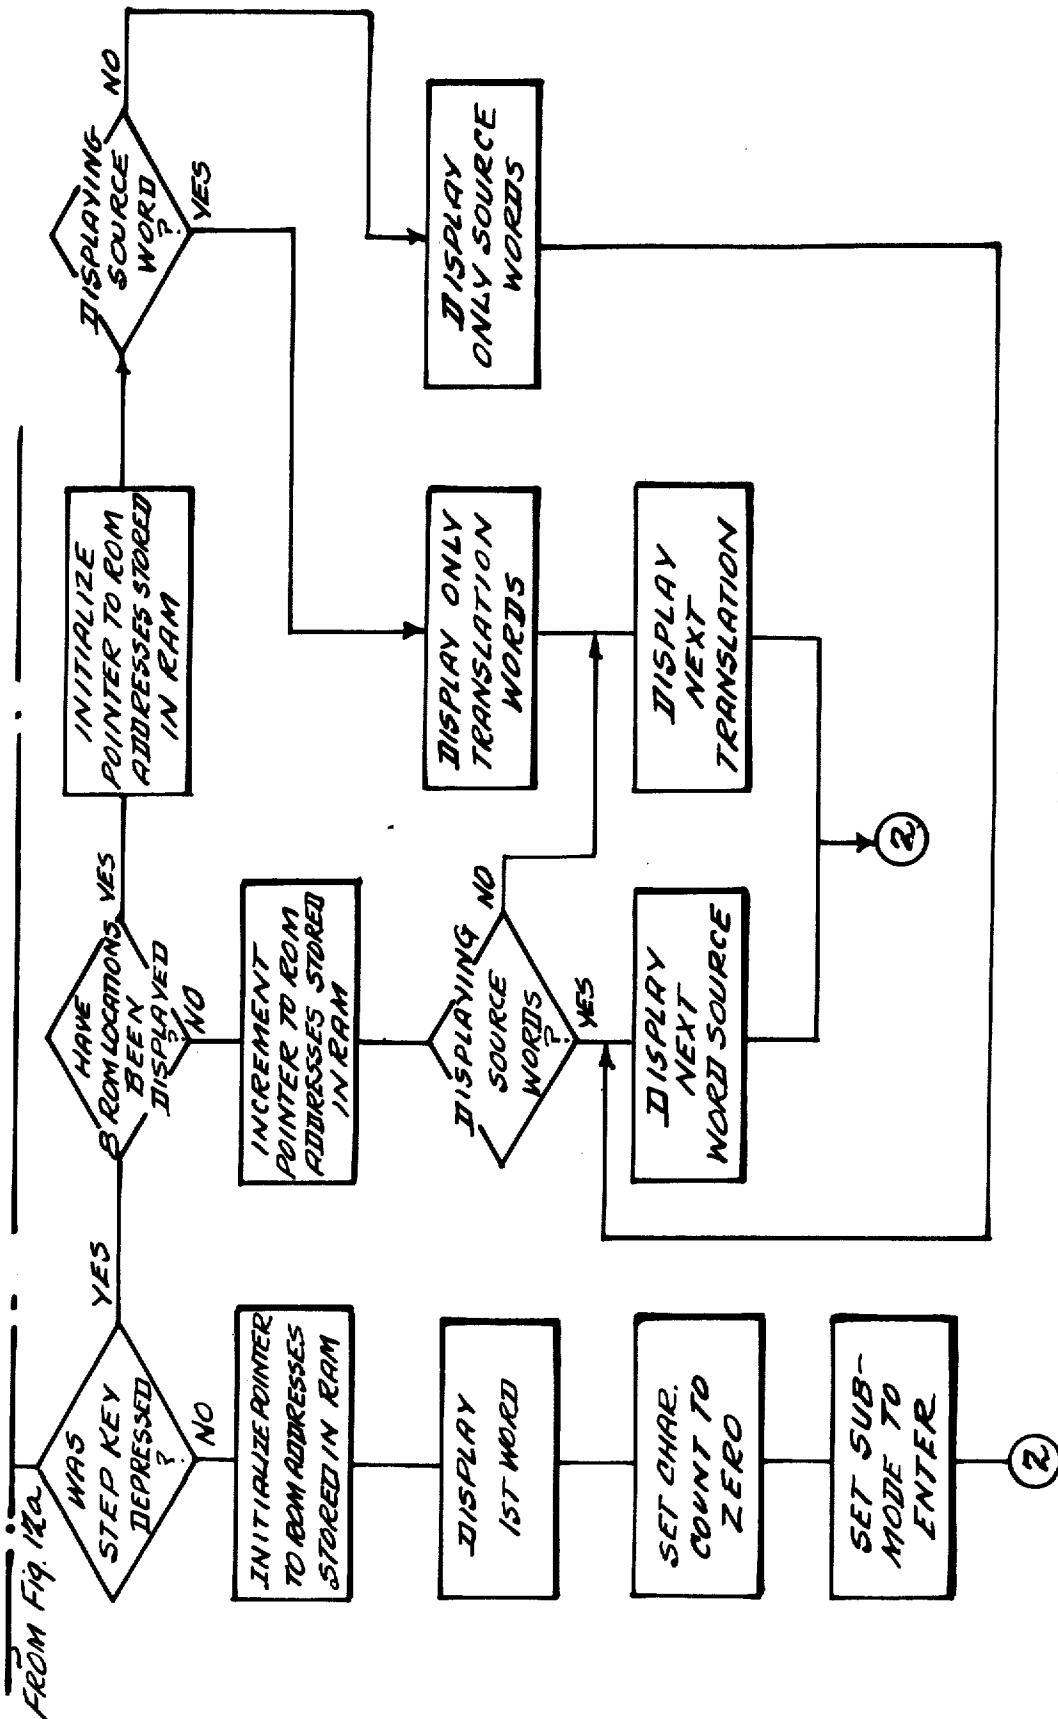 FROM Fig. 12a
WAS
STEP KEY
DEPRESSED
?
YES
NO
INITIALIZE POINTER
TO ROM ADDRESSES
STORED IN RAM
DISPLAY
1ST WORD
SET CHAR.
COUNT TO
ZERO
SET SUB-
MODE TO
ENTER
2
HAVE
8 ROM LOCATIONS
BEEN
DISPLAYED
?
YES
NO
INCREMENT
POINTER TO ROM
ADDRESSES STORED
IN RAM
DISPLAYING
SOURCE
WORDS
?
NO
YES
DISPLAY
NEXT
WORD SOURCE
2
INITIALIZE
POINTER TO ROM
ADDRESSES STORED
IN RAM
DISPLAY ONLY
TRANSLATION
WORDS
DISPLAY
NEXT
TRANSLATION
DISPLAYING
SOURCE
WORD
?
NO
YES
DISPLAY
ONLY SOURCE
WORDS